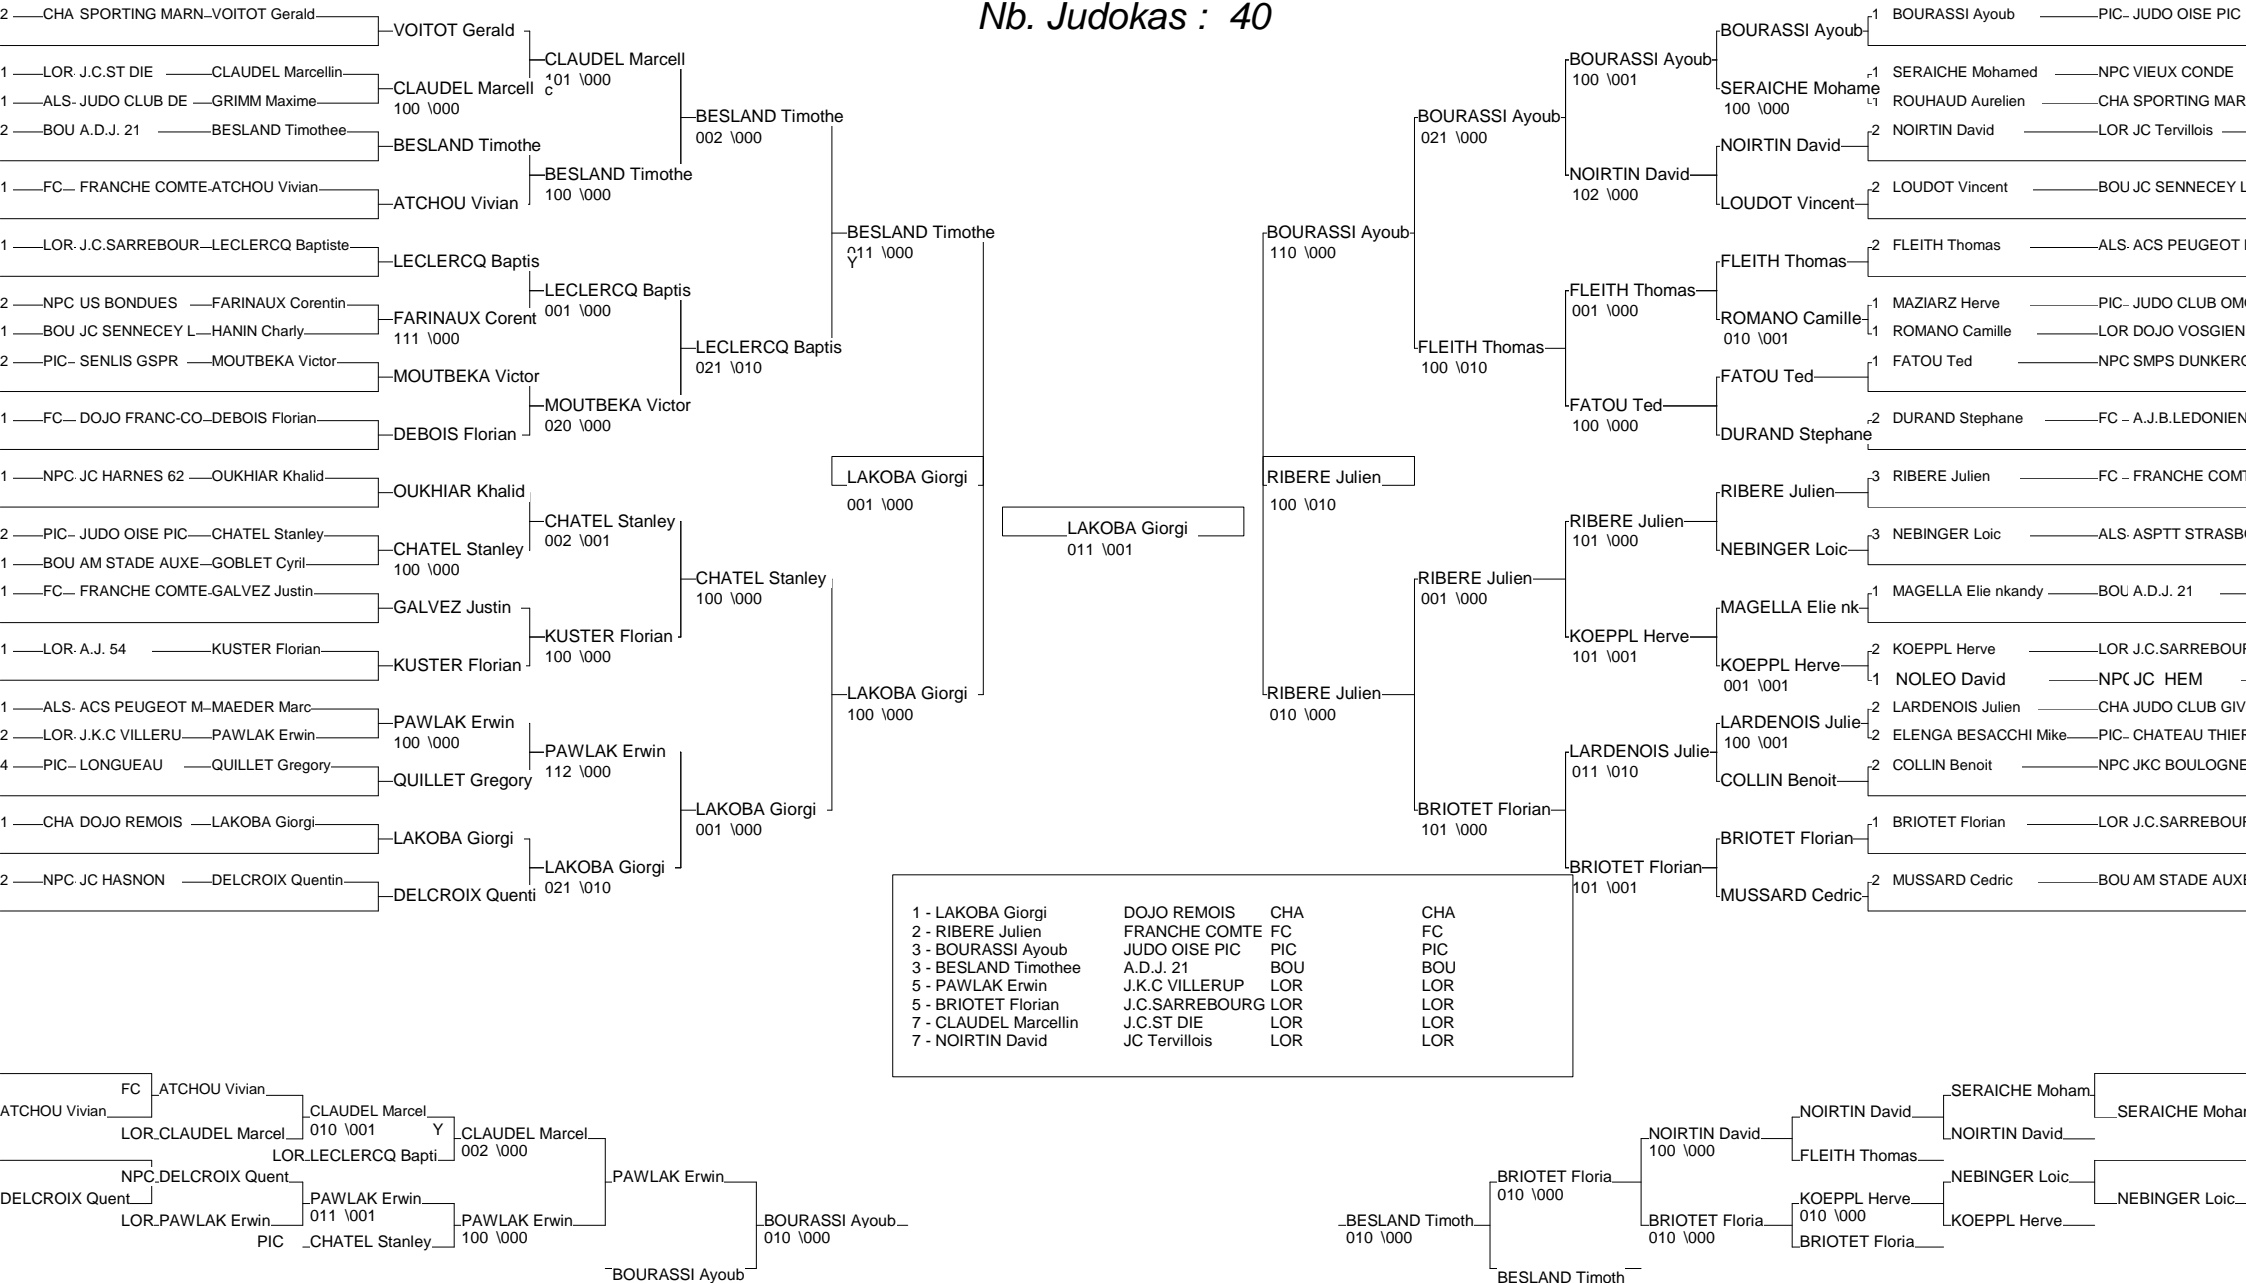 Nb. Judokas : 40
2 CHA SPORTING MARN VOITOT Gerald
1 LOR J.C.ST DIE CLAUDEL Marcellin
1 ALS JUDO CLUB DE GRIMM Maxime
2 BOU A.D.J. 21 BESLAND Timothee
1 FC FRANCHE COMTE ATCHOU Vivian
1 LOR J.C.SARREBOUR LECLERCQ Baptiste
2 NPC US BONDUES FARINAUX Corentin
1 BOU JC SENNECEY L HANIN Charly
2 PIC SENLIS GSPR MOUTBEKA Victor
1 FC DOJO FRANC-CO DEBOIS Florian
1 NPC JC HARNES 62 OUKHIAR Khalid
2 PIC JUDO OISE PIC CHATEL Stanley
1 BOU AM STADE AUXE GOBLET Cyril
1 FC FRANCHE COMTE GALVEZ Justin
1 LOR A.J. 54 KUSTER Florian
1 ALS ACS PEUGEOT M MAEDER Marc
2 LOR J.K.C VILLERU PAWLAK Erwin
4 PIC LONGUEAU QUILLET Gregory
1 CHA DOJO REMOIS LAKOBA Giorgi
2 NPC JC HASNON DELCROIX Quentin
VOITOT Gerald
CLAUDEL Marcell
100 \000
BESLAND Timothe
ATCHOU Vivian
LECLERCQ Baptis
FARINAUX Corent
111 \000
MOUTBEKA Victor
DEBOIS Florian
OUKHIAR Khalid
CHATEL Stanley
100 \000
GALVEZ Justin
KUSTER Florian
PAWLAK Erwin
100 \000
QUILLET Gregory
LAKOBA Giorgi
DELCROIX Quenti
CLAUDEL Marcell
101 \000
c
BESLAND Timothe
100 \000
LECLERCQ Baptis
001 \000
MOUTBEKA Victor
020 \000
CHATEL Stanley
002 \001
KUSTER Florian
100 \000
PAWLAK Erwin
112 \000
LAKOBA Giorgi
021 \010
BESLAND Timothe
002 \000
LECLERCQ Baptis
021 \010
CHATEL Stanley
100 \000
LAKOBA Giorgi
001 \000
BESLAND Timothe
011 \000
Y
LAKOBA Giorgi
100 \000
LAKOBA Giorgi
001 \000
LAKOBA Giorgi
011 \001
RIBERE Julien
100 \010
BOURASSI Ayoub
110 \000
RIBERE Julien
010 \000
BOURASSI Ayoub
021 \000
FLEITH Thomas
100 \010
RIBERE Julien
001 \000
BRIOTET Florian
101 \000
BOURASSI Ayoub
100 \001
NOIRTIN David
102 \000
FLEITH Thomas
001 \000
FATOU Ted
100 \000
RIBERE Julien
101 \000
KOEPPL Herve
101 \001
LARDENOIS Julie
011 \010
BRIOTET Florian
101 \001
BOURASSI Ayoub
SERAICHE Mohame
100 \000
NOIRTIN David
LOUDOT Vincent
FLEITH Thomas
ROMANO Camille
010 \001
FATOU Ted
DURAND Stephane
RIBERE Julien
NEBINGER Loic
MAGELLA Elie nk
KOEPPL Herve
001 \001
LARDENOIS Julie
100 \001
COLLIN Benoit
BRIOTET Florian
MUSSARD Cedric
1 BOURASSI Ayoub PIC JUDO OISE PIC
1 SERAICHE Mohamed NPC VIEUX CONDE
1 ROUHAUD Aurelien CHA SPORTING MAR
2 NOIRTIN David LOR JC Tervillois
2 LOUDOT Vincent BOU JC SENNECEY L
2 FLEITH Thomas ALS ACS PEUGEOT
1 MAZIARZ Herve PIC JUDO CLUB OM
1 ROMANO Camille LOR DOJO VOSGIEN
1 FATOU Ted NPC SMPS DUNKER
2 DURAND Stephane FC A.J.B.LEDONIEN
3 RIBERE Julien FC FRANCHE COM
3 NEBINGER Loic ALS ASPTT STRASB
1 MAGELLA Elie nkandy BOU A.D.J. 21
2 KOEPPL Herve LOR J.C.SARREBOU
1 NOLEO David NPC JC HEM
2 LARDENOIS Julien CHA JUDO CLUB GIV
2 ELENGA BESACCHI Mike PIC CHATEAU THIE
2 COLLIN Benoit NPC JKC BOULOGNE
1 BRIOTET Florian LOR J.C.SARREBOU
2 MUSSARD Cedric BOU AM STADE AUX
1 - LAKOBA Giorgi DOJO REMOIS CHA CHA
2 - RIBERE Julien FRANCHE COMTE FC FC
3 - BOURASSI Ayoub JUDO OISE PIC PIC PIC
3 - BESLAND Timothee A.D.J. 21 BOU BOU
5 - PAWLAK Erwin J.K.C VILLERUP LOR LOR
5 - BRIOTET Florian J.C.SARREBOURG LOR LOR
7 - CLAUDEL Marcellin J.C.ST DIE LOR LOR
7 - NOIRTIN David JC Tervillois LOR LOR
ATCHOU Vivian
DELCROIX Quent
FC ATCHOU Vivian
LOR CLAUDEL Marcel
NPC DELCROIX Quent
LOR PAWLAK Erwin
CLAUDEL Marcel
010 \001 Y
LOR LECLERCQ Bapti
PAWLAK Erwin
011 \001
PIC CHATEL Stanley
CLAUDEL Marcel
002 \000
PAWLAK Erwin
100 \000
PAWLAK Erwin
BOURASSI Ayoub
BOURASSI Ayoub
010 \000
BESLAND Timoth
010 \000
BRIOTET Floria
010 \000
BESLAND Timoth
NOIRTIN David
100 \000
BRIOTET Floria
010 \000
NOIRTIN David
FLEITH Thomas
KOEPPL Herve
010 \000
BRIOTET Floria
SERAICHE Moham
NOIRTIN David
NEBINGER Loic
KOEPPL Herve
SERAICHE Moha
NEBINGER Loic